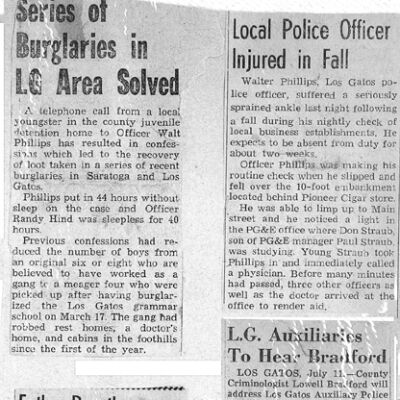 Series of
Burglaries in
LG Area Solved
A telephone call from a local
youngster in the county juvenile
detention home to Officer Walt
Phillips has resulted in confes-
sions which led to the recovery
of loot taken in a series of recent
burglaries in Saratoga and Los
Gatos.
Phillips put in 44 hours without
sleep on the case and Officer
Randy Hind was sleepless for 40
hours.
Previous confessions had re-
duced the number of boys from
an original six or eight who are
believed to have worked as a
gang to a meager four who were
picked up after having burglar-
ized the Los Gatos grammar
school on March 17. The gang had
robbed rest homes, a doctor's
home, and cabins in the foothills
since the first of the year.
Local Police Officer
Injured in Fall
Walter Phillips, Los Gatos po-
lice officer, suffered a seriously
sprained ankle last night following
a fall during his nightly check of
local business establishments. He
expects to be absent from duty for
about two weeks.
Officer Phillips was making his
routine check when he slipped and
fell over the 10-foot embankment
located behind Pioneer Cigar store.
He was able to limp up to Main
street and he noticed a light in
the PG&E office where Don Straub,
son of PG&E manager Paul Straub,
was studying. Young Straub took
Phillips in and immediately called
a physician. Before many minutes
had passed, three other officers as
well as the doctor arrived at the
office to render aid.
L.G. Auxiliaries
To Hear Bradford
LOS GATOS, July 11.—County
Criminologist Lowell Bradford will
address Los Gatos Auxiliary Police